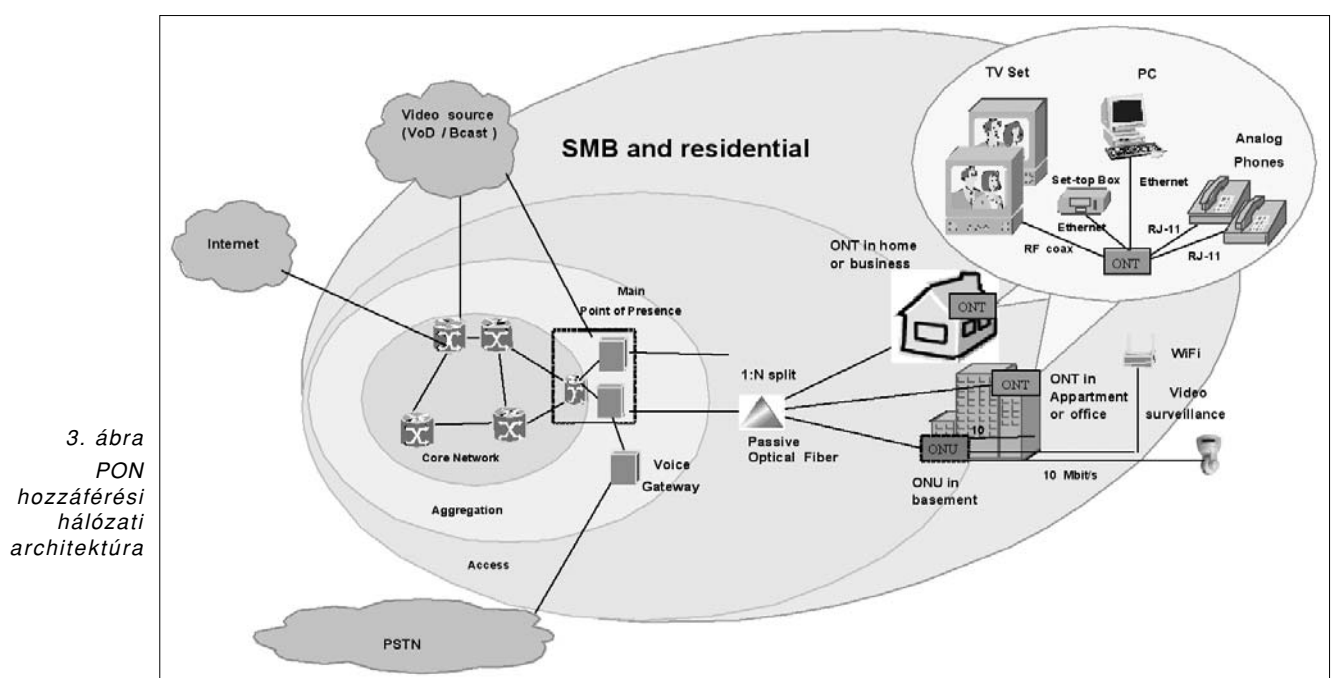 3. ábra
PON
hozzáférési
hálózati
architektúra
Video source
(VoD / Bcast )
SMB and residential
TV Set
PC
Analog
Phones
Set-top Box
Ethernet
Ethernet
RJ-11
RF coax
ONT
RJ-11
Internet
ONT in home
or business
ONT
Main
Point of Presence
WiFi
1:N split
ONT
ONT in
Appartment
or office
Video
surveillance
10
Passive
Optical Fiber
ONU
10 Mbit/s
ONU in
basement
Core Network
Voice
Gateway
Aggregation
Access
PSTN